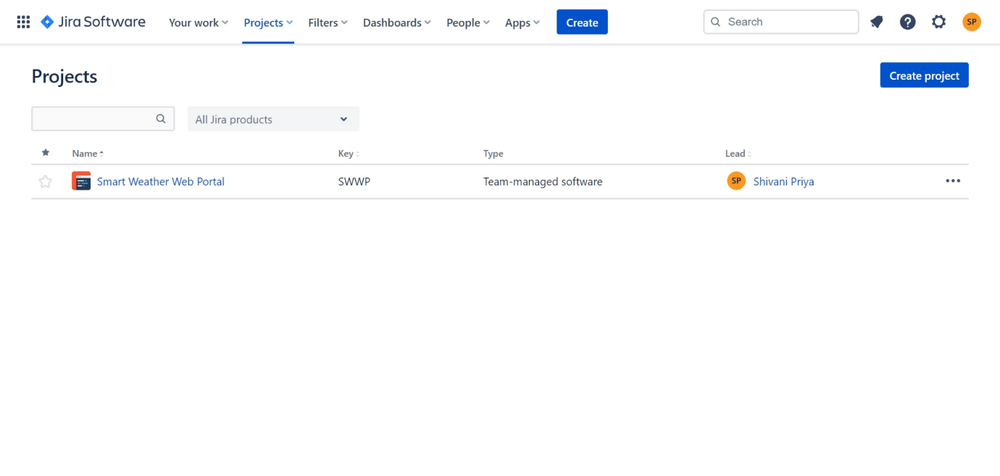 Jira Software Your work Projects Filters Dashboards People Apps Create Search SP
Projects Create project
All Jira products
Name Key Type Lead
Smart Weather Web Portal SWWP Team-managed software SP Shivani Priya